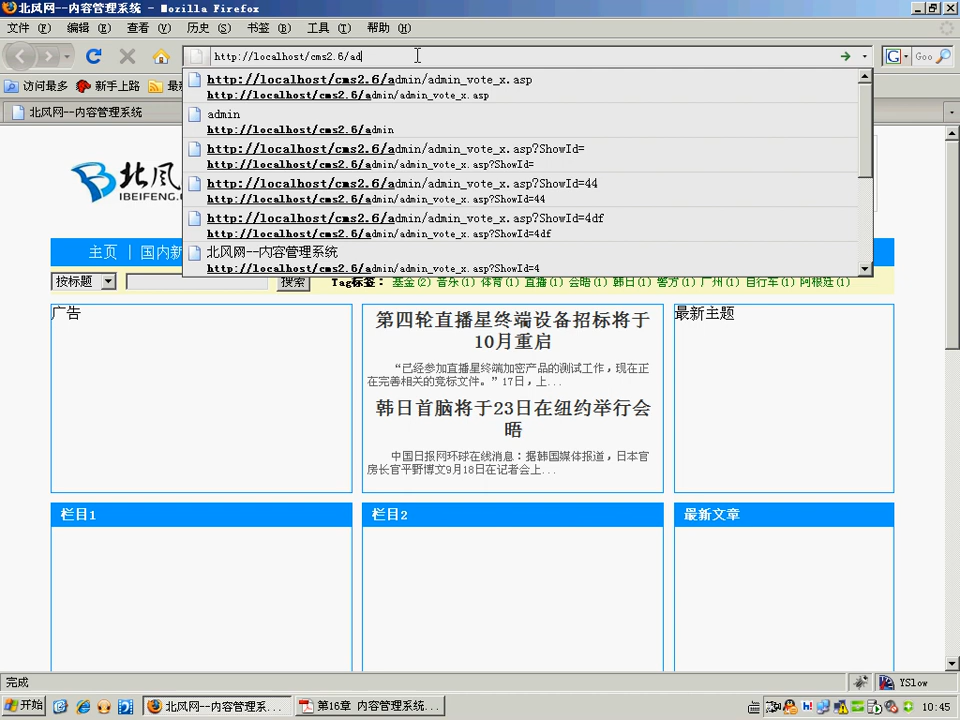 北风网--内容管理系统 - Mozilla Firefox
文件 (F) 编辑 (E) 查看 (V) 历史 (S) 书签 (B) 工具 (T) 帮助 (H)
http://localhost/cms2.6/ad
Goo
访问最多 新手上路 最
北风网--内容管理系统
http://localhost/cms2.6/admin/admin_vote_x.asp
http://localhost/cms2.6/admin/admin_vote_x.asp
admin
http://localhost/cms2.6/admin
http://localhost/cms2.6/admin/admin_vote_x.asp?ShowId=
http://localhost/cms2.6/admin/admin_vote_x.asp?ShowId=
http://localhost/cms2.6/admin/admin_vote_x.asp?ShowId=44
http://localhost/cms2.6/admin/admin_vote_x.asp?ShowId=44
http://localhost/cms2.6/admin/admin_vote_x.asp?ShowId=4df
http://localhost/cms2.6/admin/admin_vote_x.asp?ShowId=4df
北风网--内容管理系统
http://localhost/cms2.6/admin/admin_vote_x.asp?ShowId=4
北风
IBEIFENG.C
主页 | 国内新
按标题 搜索 Tag标签: 基金(2) 音乐(1) 体育(1) 直播(1) 会晤(1) 韩日(1) 警方(1) 广州(1) 自行车(1) 阿根廷(1)
广告
第四轮直播星终端设备招标将于
10月重启
“已经参加直播星终端加密产品的测试工作,现在正
在完善相关的竞标文件。”17日,上...
韩日首脑将于23日在纽约举行会
晤
中国日报网环球在线消息:据韩国媒体报道,日本官
房长官平野博文9月18日在记者会上...
最新主题
栏目1
栏目2
最新文章
完成
YSlow
开始
北风网--内容管理系...
第16章 内容管理系统...
10:45